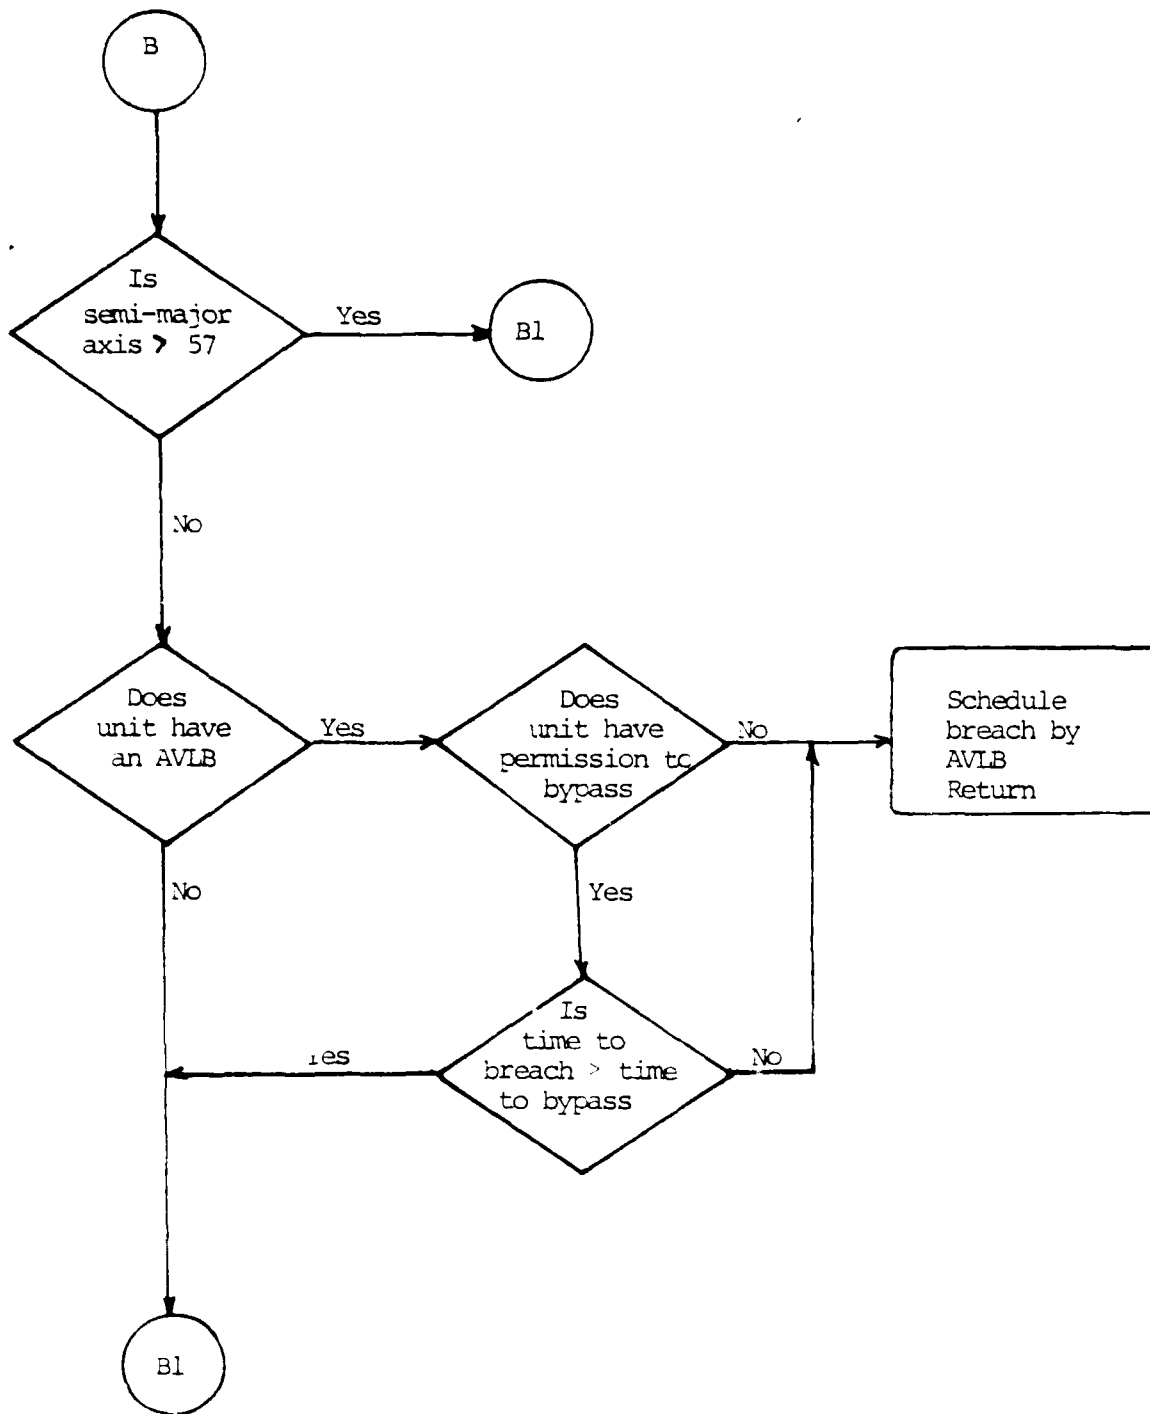 B
Is
semi-major
axis > 57
Yes
B1
No
Does
unit have
an AVLB
Yes
Does
unit have
permission to
bypass
No
Schedule
breach by
AVLB
Return
No
Yes
Is
time to
breach > time
to bypass
Yes
No
B1